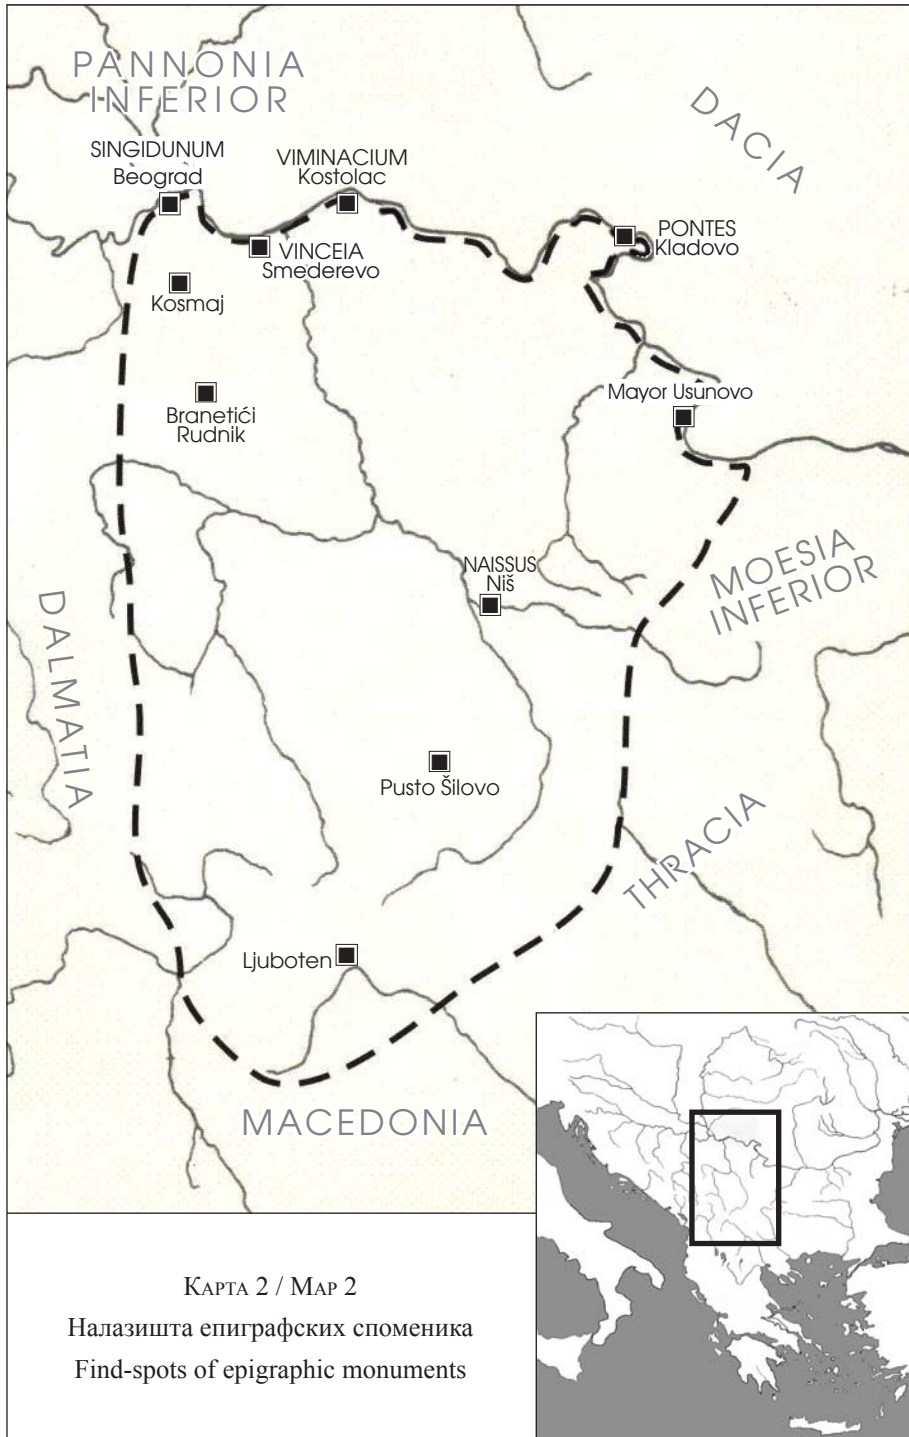 PANNONIA
INFERIOR
DACIA
SINGIDUNUM
Beograd
VIMINACIUM
Kostolac
PONTES
Kladovo
VINCEIA
Smederevo
Kosmaj
Mayor Usunovo
Branetići
Rudnik
NAISSUS
Niš
MOESIA
INFERIOR
DALMATIA
Pusto Šilovo
THRACIA
Ljuboten
MACEDONIA
Карта 2 / Map 2
Налазишта епиграфских споменика
Find-spots of epigraphic monuments